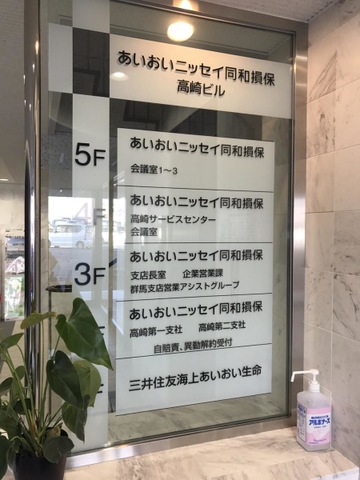 あいおいニッセイ同和損保
高崎ビル
5F
あいおいニッセイ同和損保
会議室1~3
F
あいおいニッセイ同和損保
高崎サービスセンター
会議室
3F
あいおいニッセイ同和損保
支店長室 企業営業課
群馬支店営業アシストグループ
F
あいおいニッセイ同和損保
高崎第一支社 高崎第二支社
自賠責、異動解約受付
F
三井住友海上あいおい生命
アルボナース